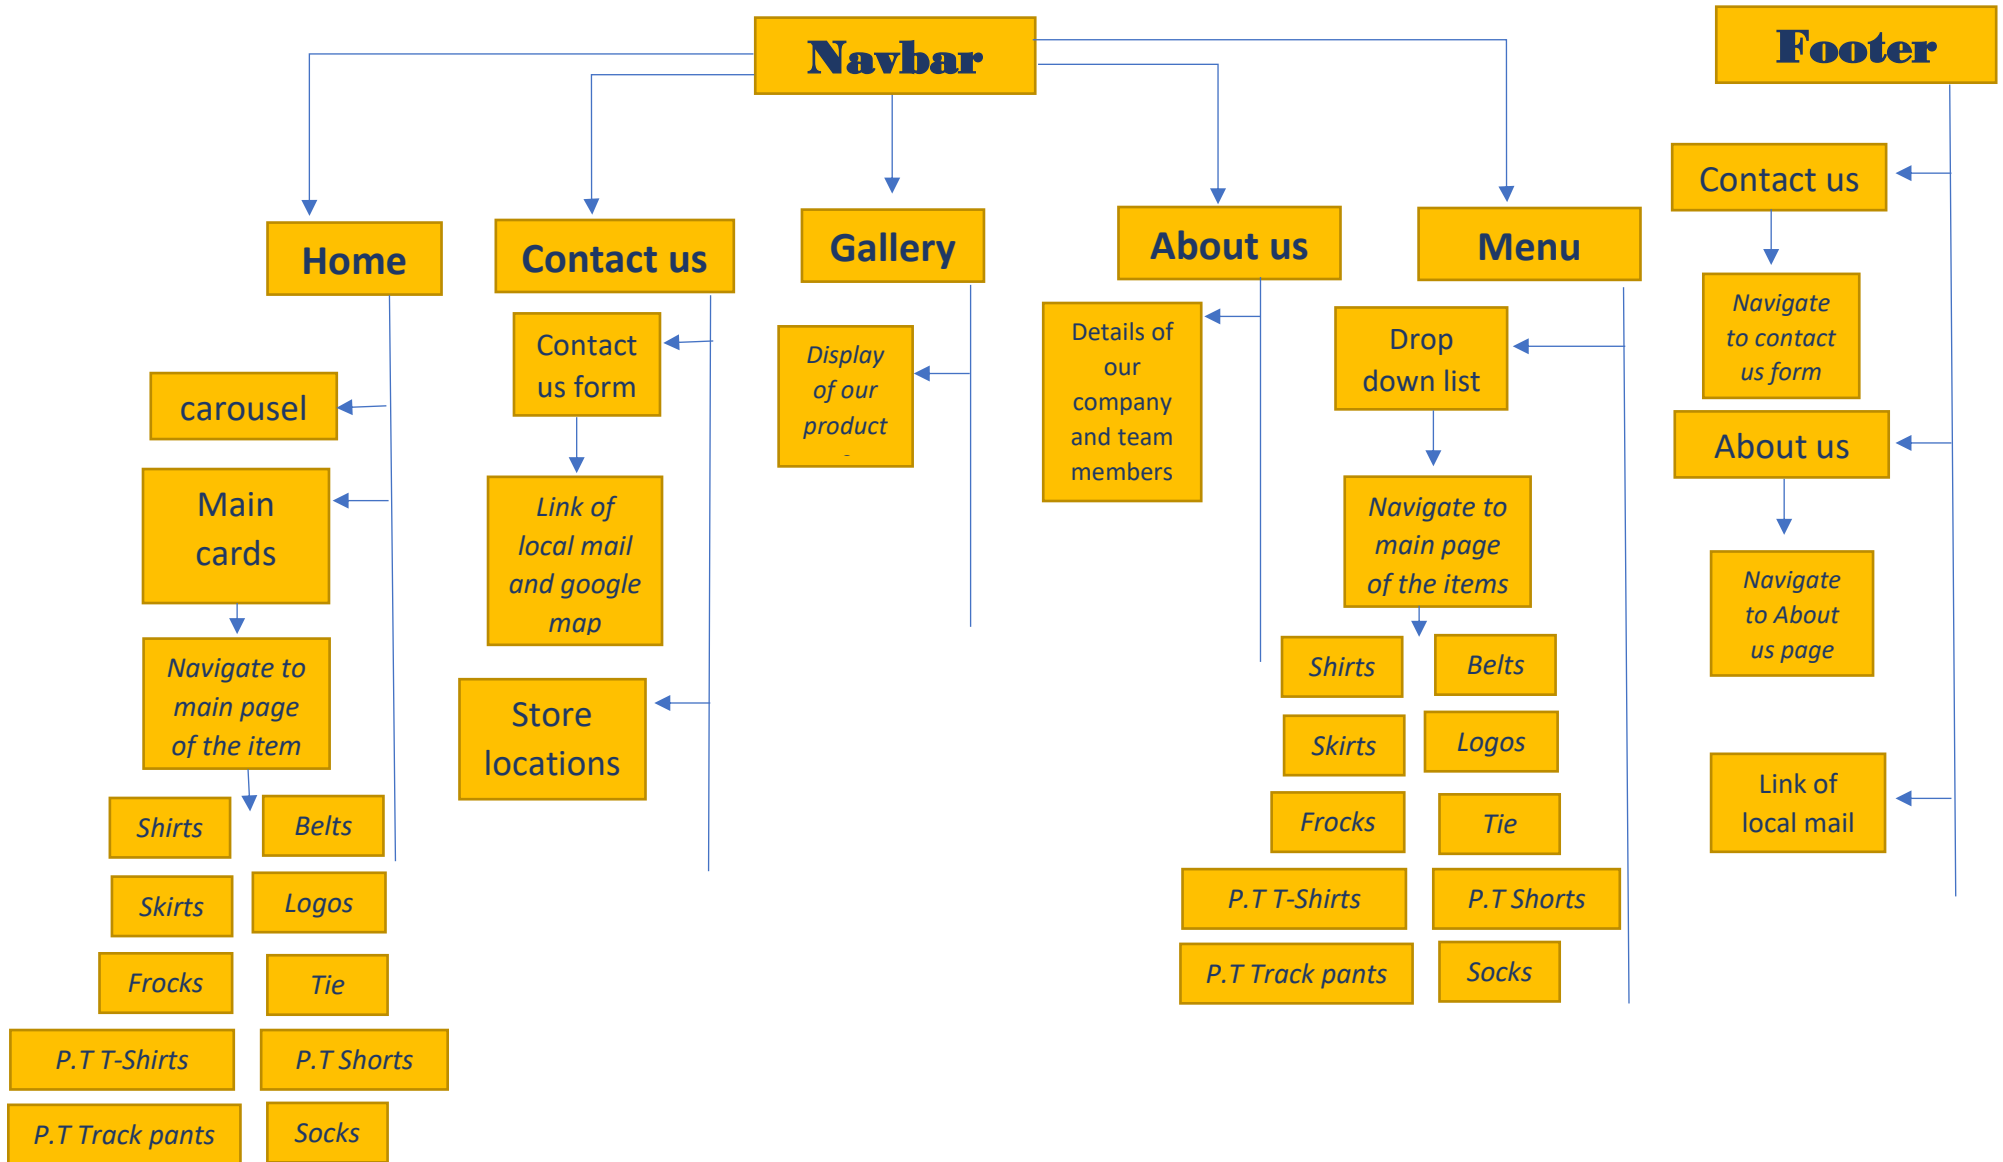 Navbar
Footer
Home
carousel
Main
cards
Navigate to
main page
of the item
Shirts
Belts
Skirts
Logos
Frocks
Tie
P.T T-Shirts
P.T Shorts
P.T Track pants
Socks
Contact us
Contact
us form
Link of
local mail
and google
map
Store
locations
Gallery
Display
of our
product
About us
Details of
our
company
and team
members
Menu
Drop
down list
Navigate to
main page
of the items
Shirts
Belts
Skirts
Logos
Frocks
Tie
P.T T-Shirts
P.T Shorts
P.T Track pants
Socks
Contact us
Navigate
to contact
us form
About us
Navigate
to About
us page
Link of
local mail